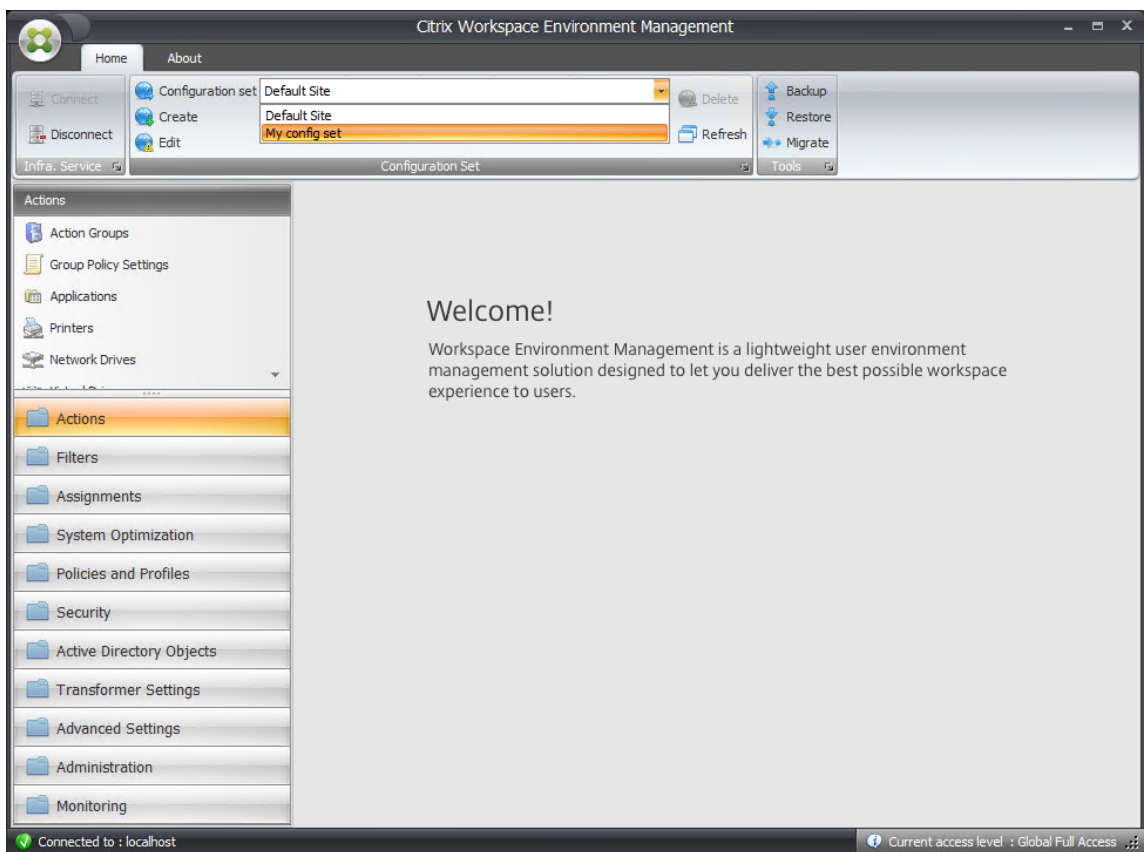 Citrix Workspace Environment Management
Home About
Connect
Disconnect
Infra. Service
Configuration set Default Site
Create
Edit
Default Site
My config set
Delete
Refresh
Configuration Set
Backup
Restore
Migrate
Tools
Actions
Action Groups
Group Policy Settings
Applications
Printers
Network Drives
Actions
Filters
Assignments
System Optimization
Policies and Profiles
Security
Active Directory Objects
Transformer Settings
Advanced Settings
Administration
Monitoring
Welcome!
Workspace Environment Management is a lightweight user environment
management solution designed to let you deliver the best possible workspace
experience to users.
Connected to : localhost
Current access level : Global Full Access